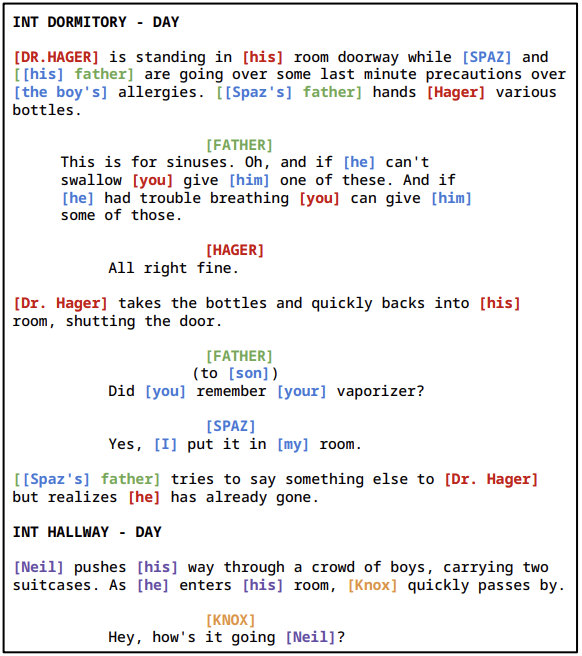 INT DORMITORY - DAY
[DR.HAGER] is standing in [his] room doorway while [SPAZ] and
[[his] father] are going over some last minute precautions over
[the boy's] allergies. [[Spaz's] father] hands [Hager] various
bottles.
[FATHER]
This is for sinuses. Oh, and if [he] can't
swallow [you] give [him] one of these. And if
[he] had trouble breathing [you] can give [him]
some of those.
[HAGER]
All right fine.
[Dr. Hager] takes the bottles and quickly backs into [his]
room, shutting the door.
[FATHER]
(to [son])
Did [you] remember [your] vaporizer?
[SPAZ]
Yes, [I] put it in [my] room.
[[Spaz's] father] tries to say something else to [Dr. Hager]
but realizes [he] has already gone.
INT HALLWAY - DAY
[Neil] pushes [his] way through a crowd of boys, carrying two
suitcases. As [he] enters [his] room, [Knox] quickly passes by.
[KNOX]
Hey, how's it going [Neil]?